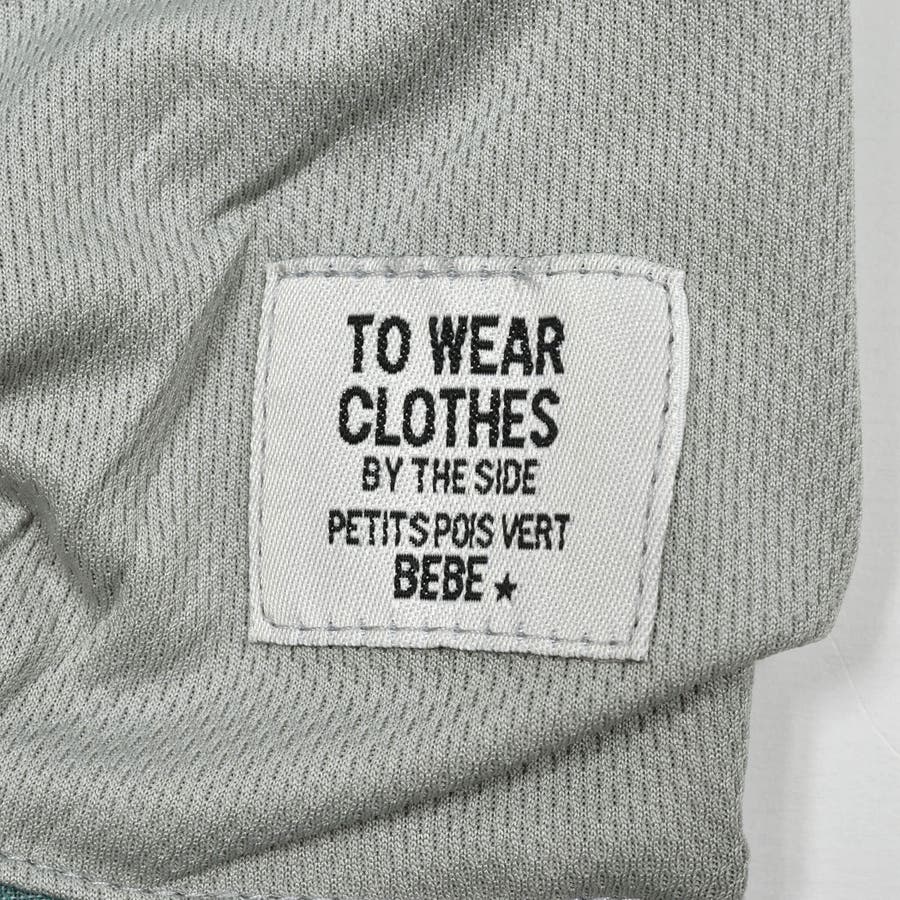 TO WEAR
CLOTHES
BY THE SIDE
PETITS POIS VERT
BEBE ★